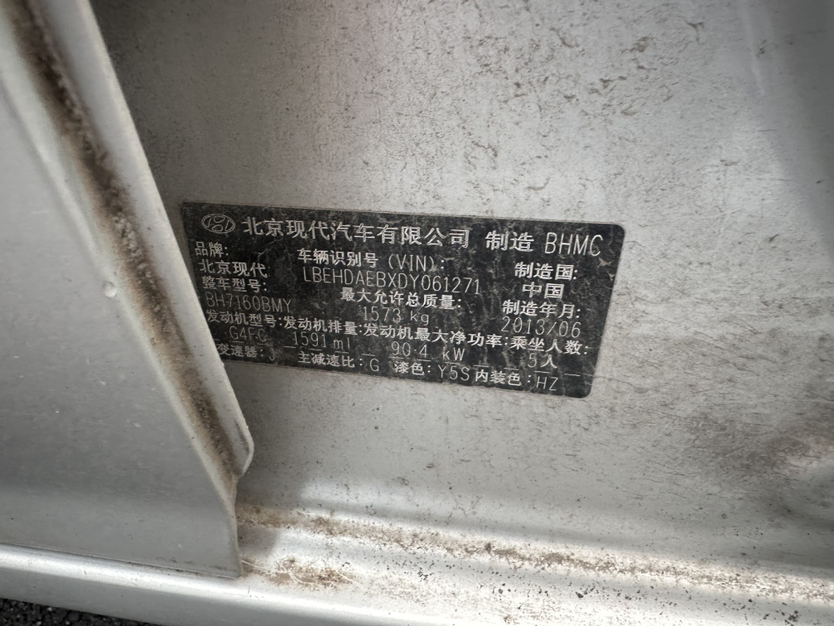 北京现代汽车有限公司 制造 BHMC
品牌: 车辆识别号 (VIN): 制造国:
北京现代 LBEHDAEBXDY061271 中国
整车型号: 最大允许总质量: 制造年月:
BH7160BMY 1573 kg 2013/06
发动机型号: 发动机排量: 发动机最大净功率: 乘坐人数:
G4FC 1591 ml 90.4 kW 5人
变速器: J 主减速比: G 漆色: Y5S 内装色: HZ